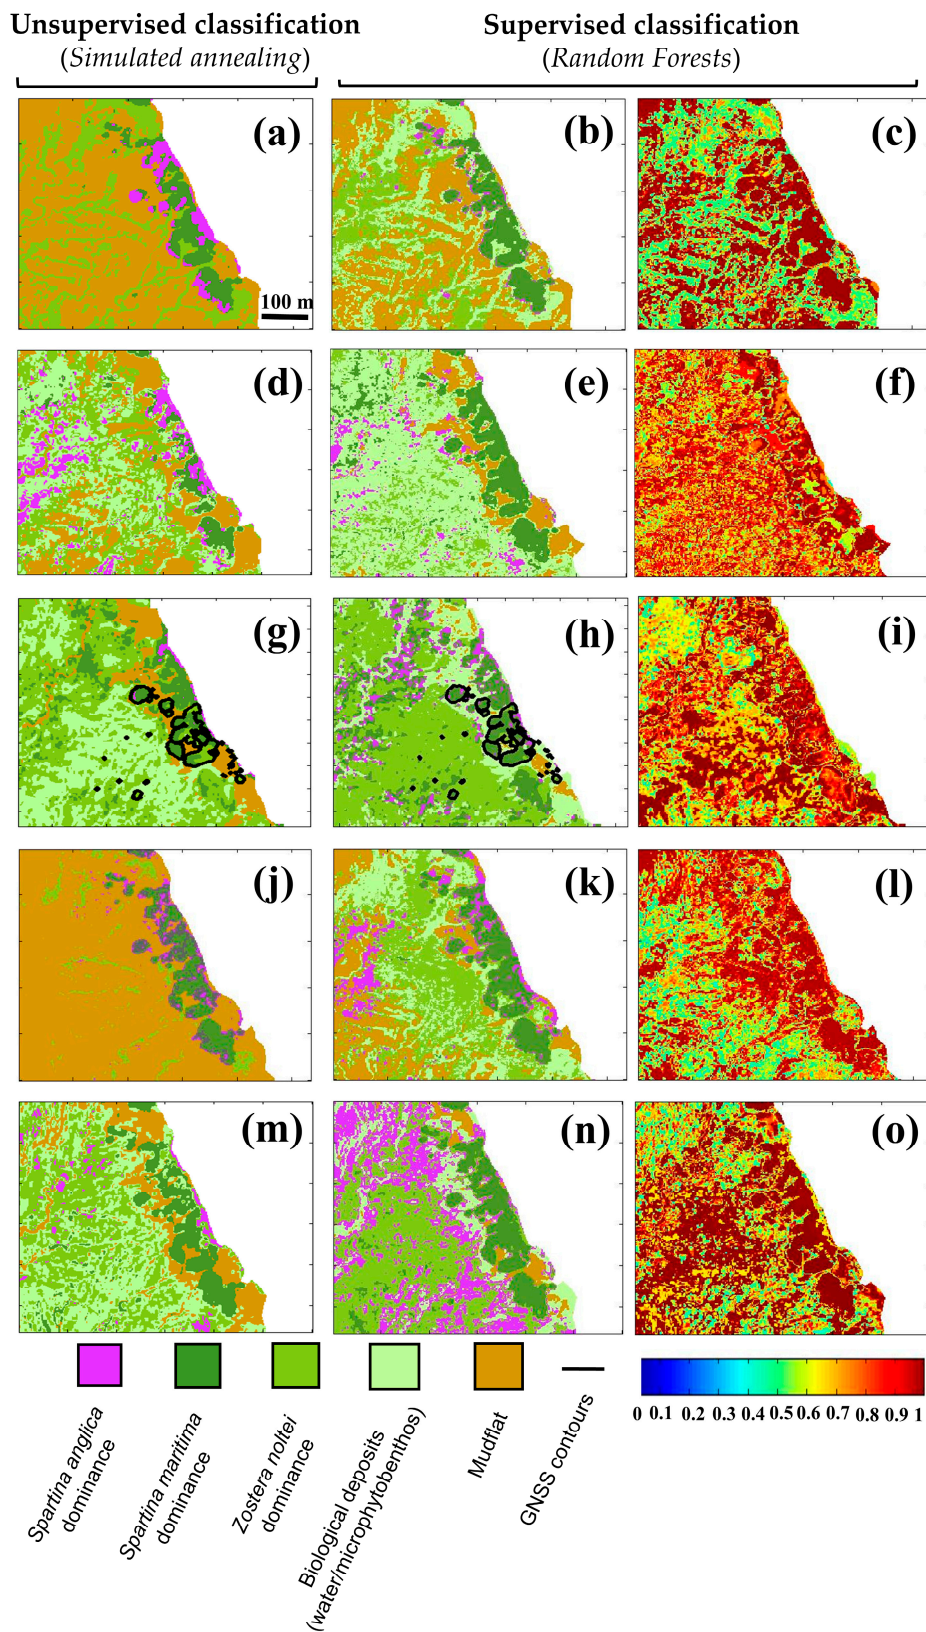 Unsupervised classification
(Simulated annealing)
Supervised classification
(Random Forests)
(a)
(b)
(c)
100 m
(d)
(e)
(f)
(g)
(h)
(i)
(j)
(k)
(l)
(m)
(n)
(o)
0 0.1 0.2 0.3 0.4 0.5 0.6 0.7 0.8 0.9 1
Spartina anglica
dominance
Spartina maritima
dominance
Zostera noltei
dominance
Biological deposits
(water/microphytobenthos)
Mudflat
GNSS contours